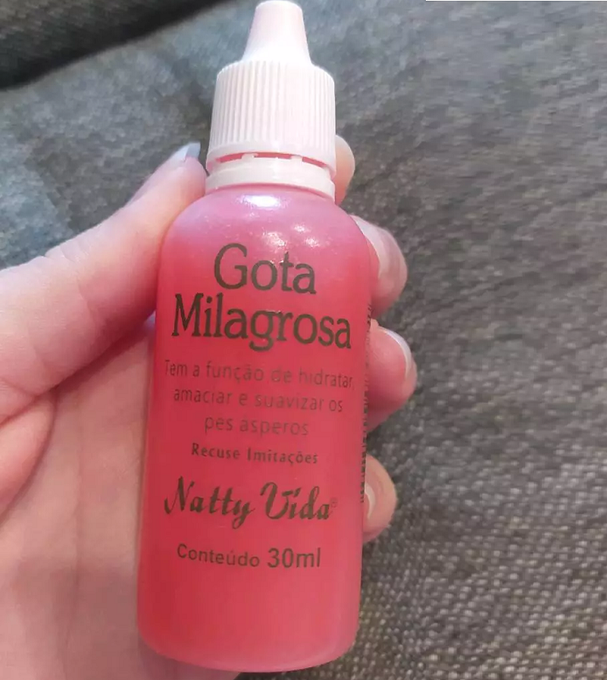 Gota
Milagrosa
Tem a função de hidratar,
amaciar e suavizar os
pes asperos
Recuse Imitações
Natty Vida®
Conteúdo 30ml